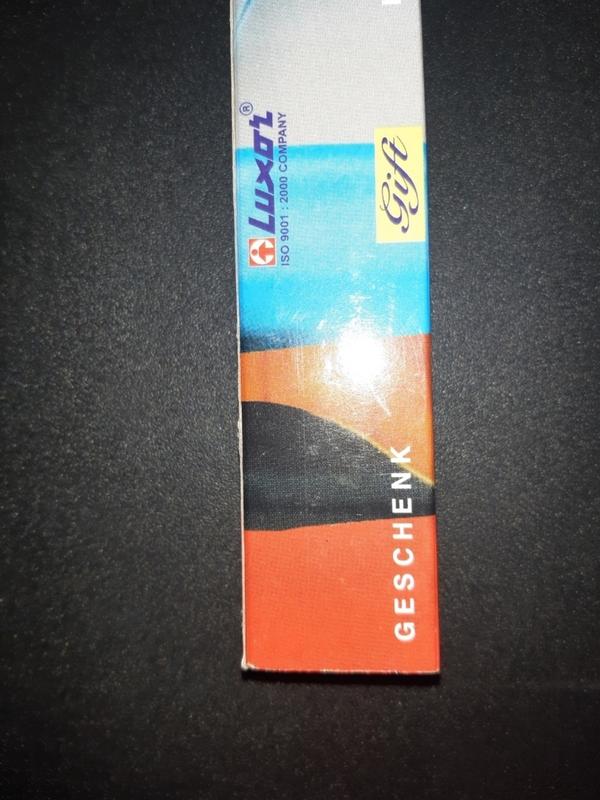 Luxor®
ISO 9001 : 2000 COMPANY
Gift
GESCHENK